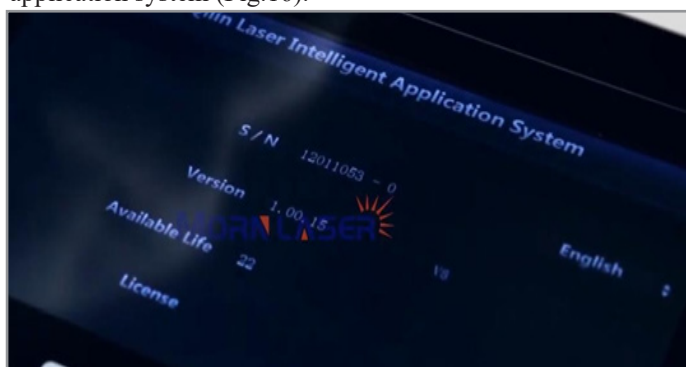 application system (Fig.10).
Laser Intelligent Application System
S / N 12011053 - 0
Version 1.00.15
MORN LASER
Available Life 22
V8 English
License